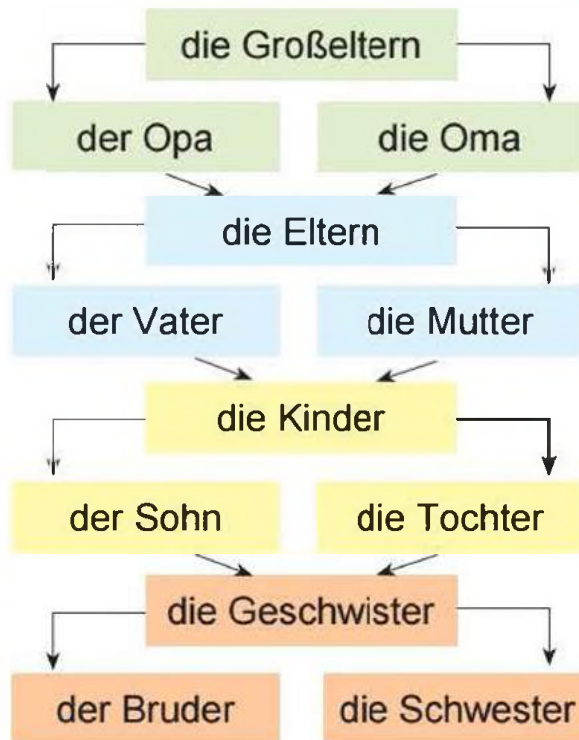 die Großeltern
der Opa
die Oma
die Eltern
der Vater
die Mutter
die Kinder
der Sohn
die Tochter
die Geschwister
der Bruder
die Schwester